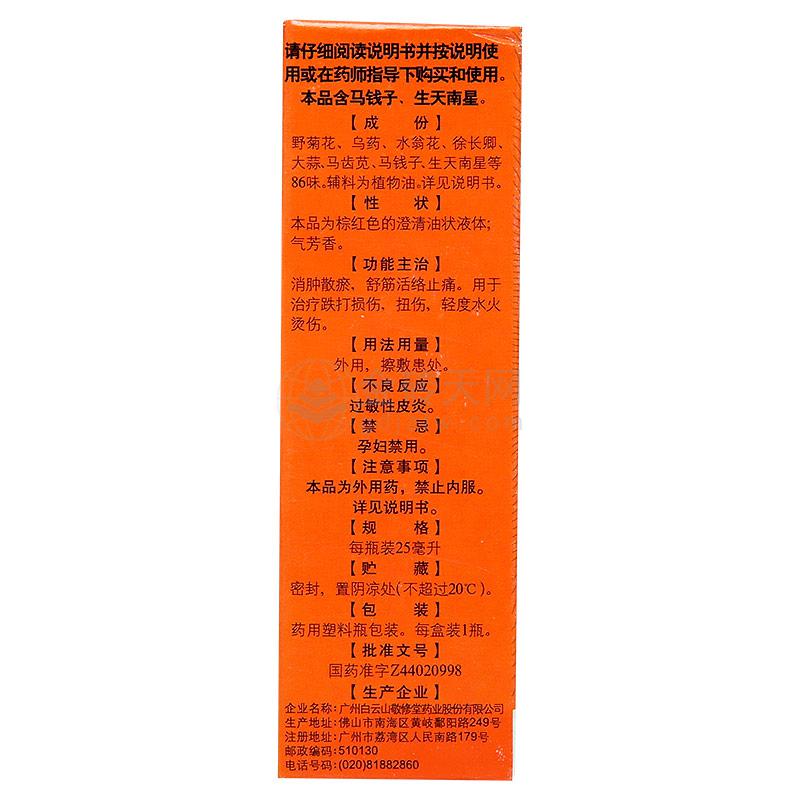 请仔细阅读说明书并按说明使
用或在药师指导下购买和使用。
本品含马钱子、生天南星。
【成份】
野菊花、乌药、水翁花、徐长卿、
大蒜、马齿苋、马钱子、生天南星等
86味。辅料为植物油。详见说明书。
【性状】
本品为棕红色的澄清油状液体；
气芳香。
【功能主治】
消肿散瘀，舒筋活络止痛。用于
治疗跌打损伤，扭伤，轻度水火
烫伤。
【用法用量】
外用，擦敷患处。
【不良反应】
过敏性皮炎。
【禁忌】
孕妇禁用。
【注意事项】
本品为外用药，禁止内服。
详见说明书。
【规格】
每瓶装25毫升
【贮藏】
密封，置阴凉处(不超过20℃)。
【包装】
药用塑料瓶包装。每盒装1瓶。
【批准文号】
国药准字Z44020998
【生产企业】
企业名称:广州白云山敬修堂药业股份有限公司
生产地址:佛山市南海区黄岐鄱阳路249号
注册地址:广州市荔湾区人民南路179号
邮政编码:510130
电话号码:(020)81882860